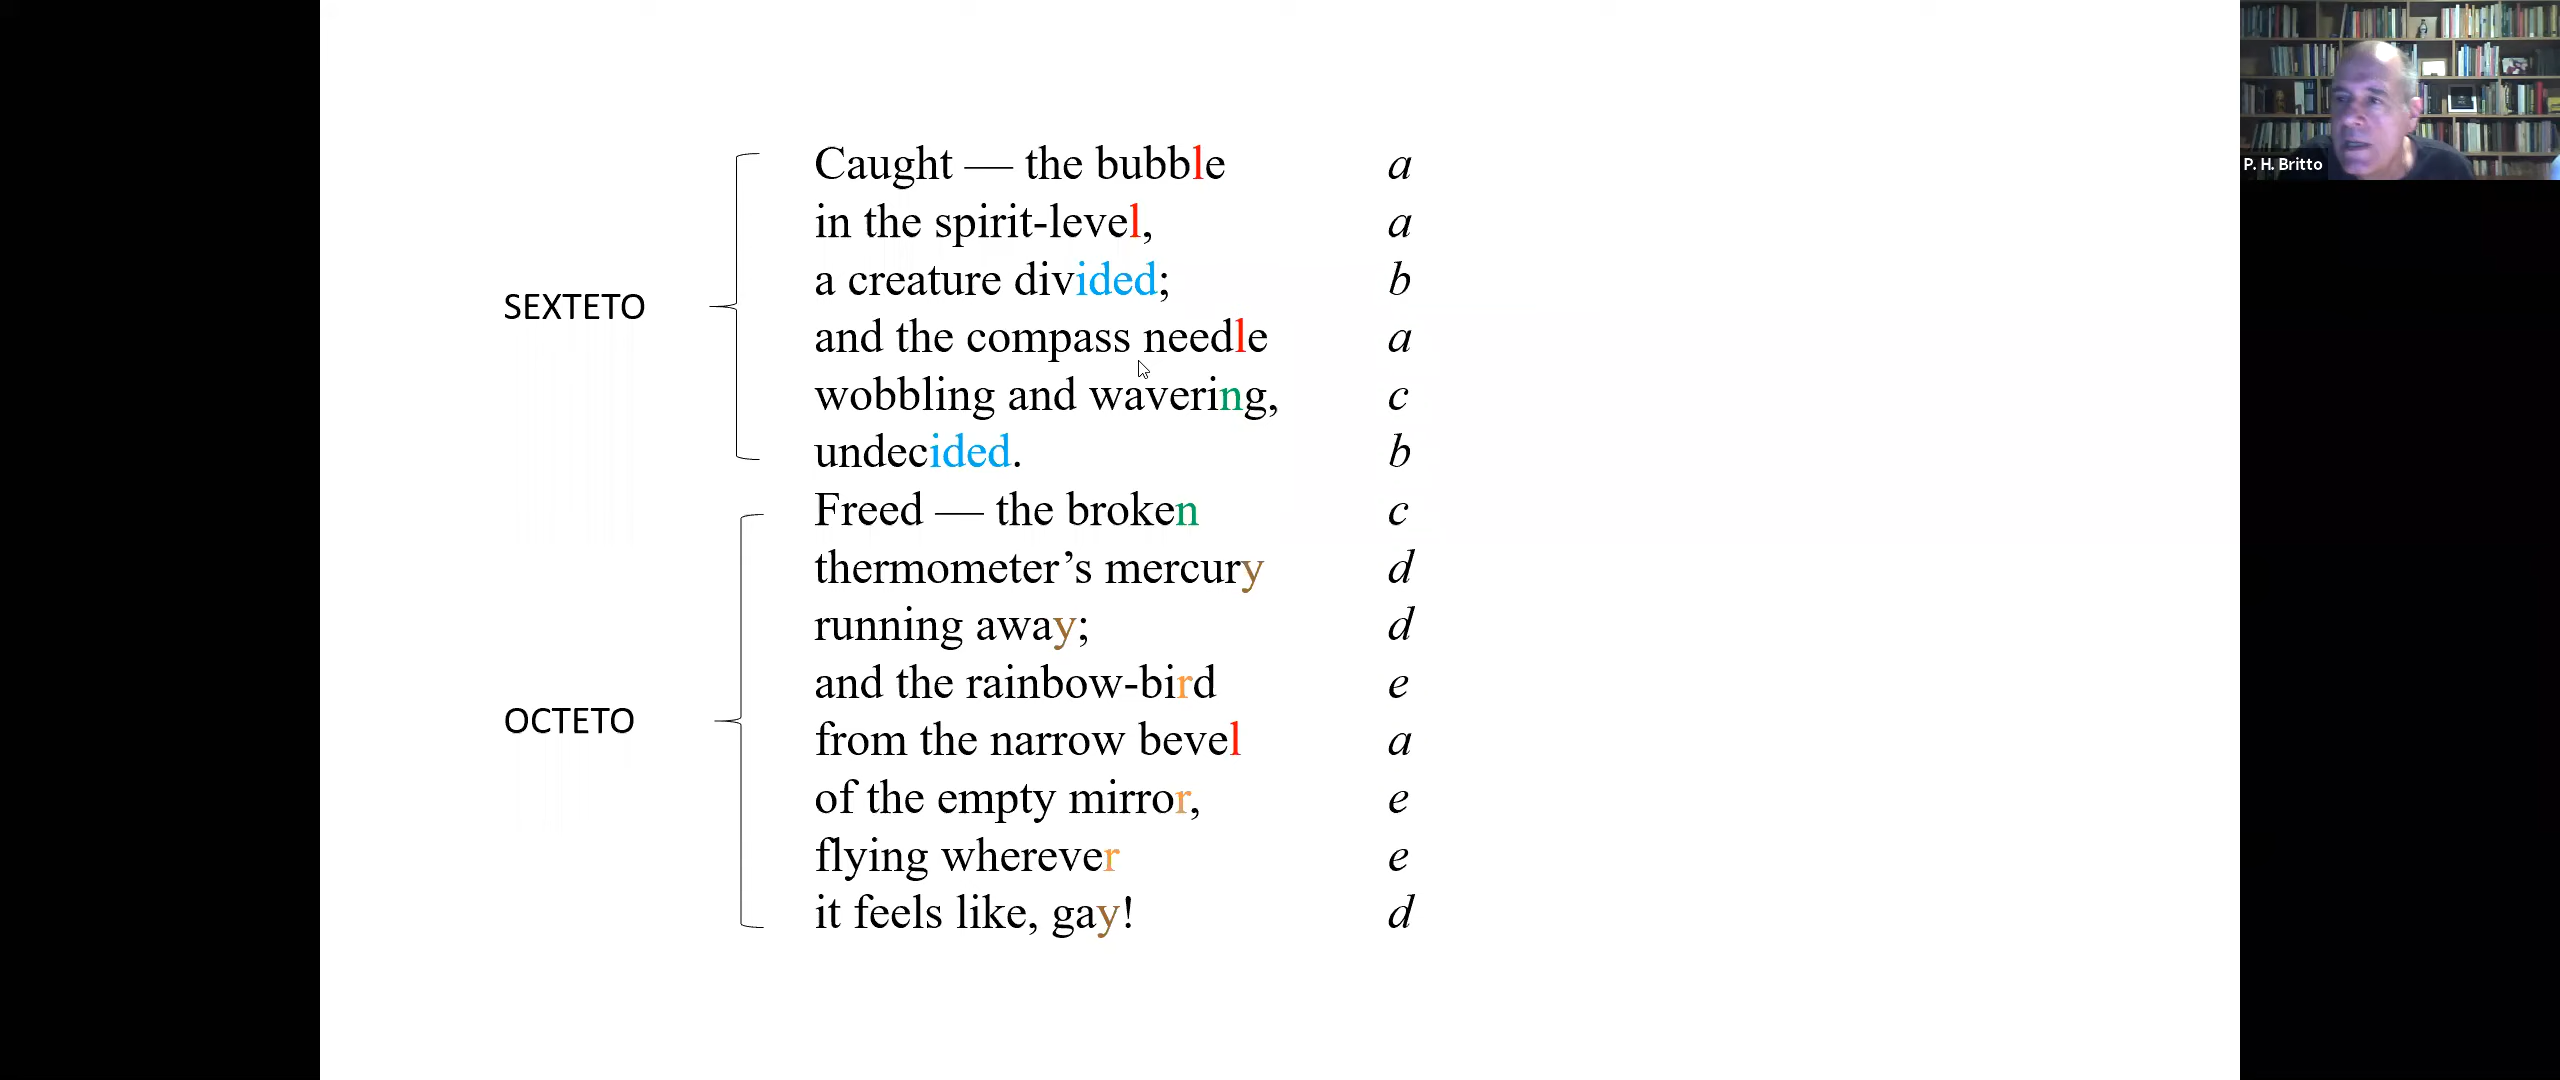 Caught — the bubble a
in the spirit-level, a
a creature divided; b
SEXTETO
and the compass needle a
wobbling and wavering, c
undecided. b
Freed — the broken c
thermometer’s mercury d
running away; d
and the rainbow-bird e
OCTETO
from the narrow bevel a
of the empty mirror, e
flying wherever e
it feels like, gay! d
P. H. Britto